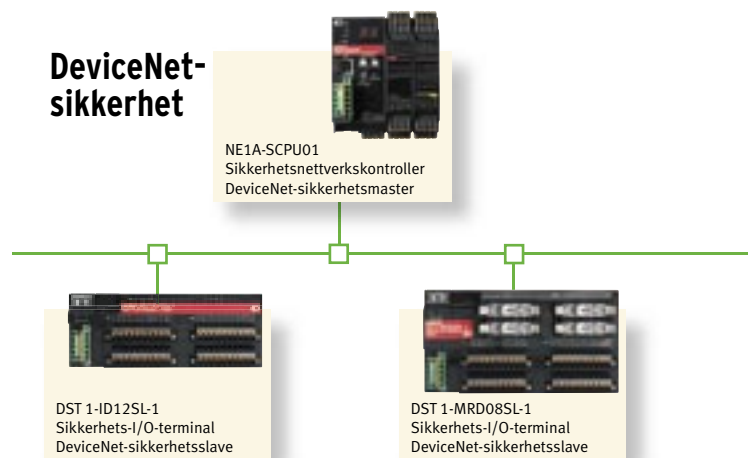 DeviceNet-
sikkerhet
NE1A-SCPU01
Sikkerhetsnettverkskontroller
DeviceNet-sikkerhetsmaster
DST 1-ID12SL-1
Sikkerhets-I/O-terminal
DeviceNet-sikkerhetsslave
DST 1-MRD08SL-1
Sikkerhets-I/O-terminal
DeviceNet-sikkerhetsslave